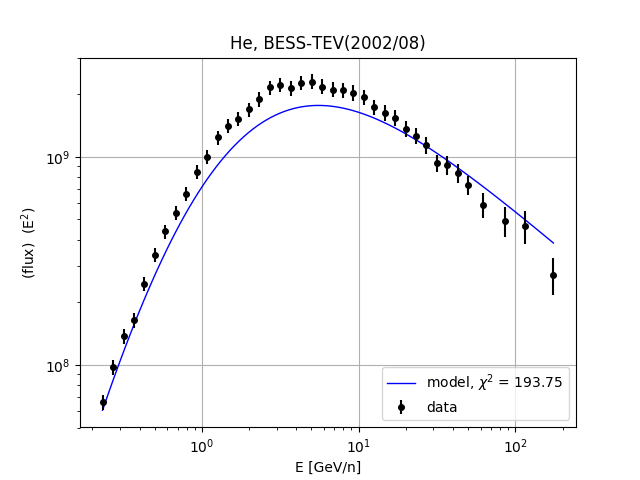 He, BESS-TEV(2002/08)
(flux) (E²)
10⁹
10⁸
model, χ² = 193.75
data
10⁰ 10¹ 10²
E [GeV/n]